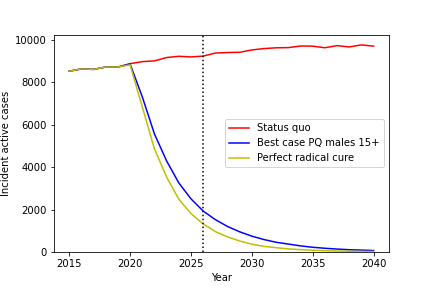 10000
8000
6000
4000
2000
0
Incident active cases
Status quo
Best case PQ males 15+
Perfect radical cure
2015 2020 2025 2030 2035 2040
Year